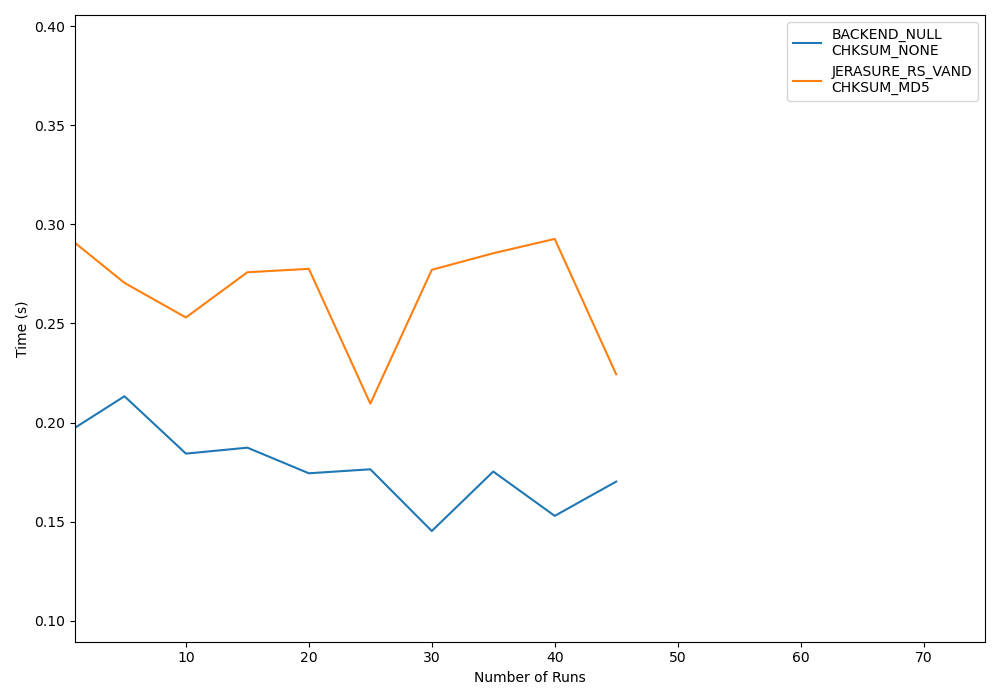 0.40
0.35
0.30
0.25
0.20
0.15
0.10
Time (s)
10 20 30 40 50 60 70
Number of Runs
BACKEND_NULL
CHKSUM_NONE
JERASURE_RS_VAND
CHKSUM_MD5